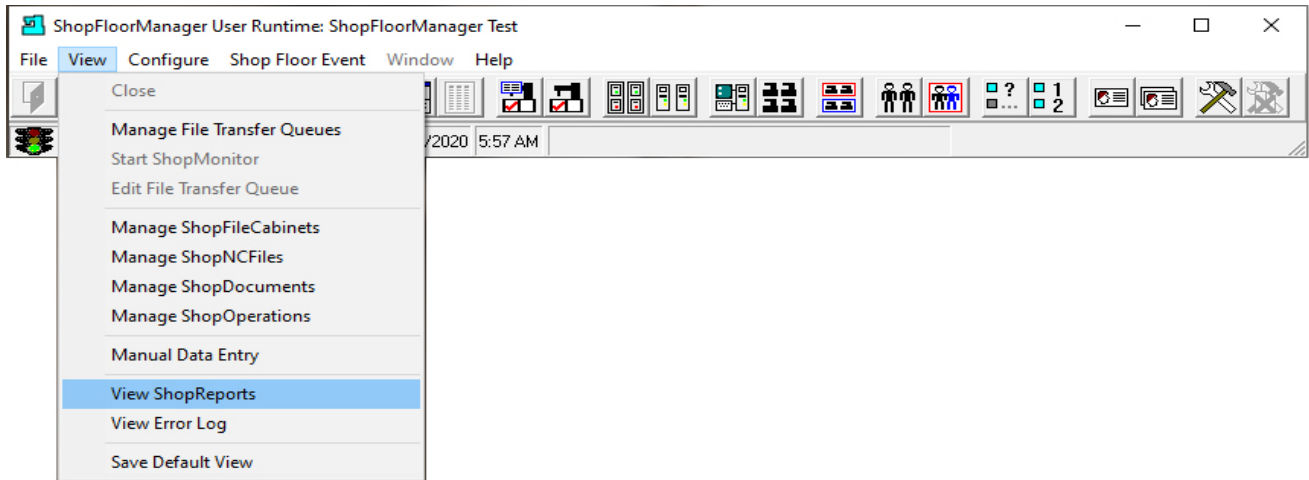 ShopFloorManager User Runtime: ShopFloorManager Test
File View Configure Shop Floor Event Window Help
Close
Manage File Transfer Queues
/2020 5:57 AM
Start ShopMonitor
Edit File Transfer Queue
Manage ShopFileCabinets
Manage ShopNCFiles
Manage ShopDocuments
Manage ShopOperations
Manual Data Entry
View ShopReports
View Error Log
Save Default View